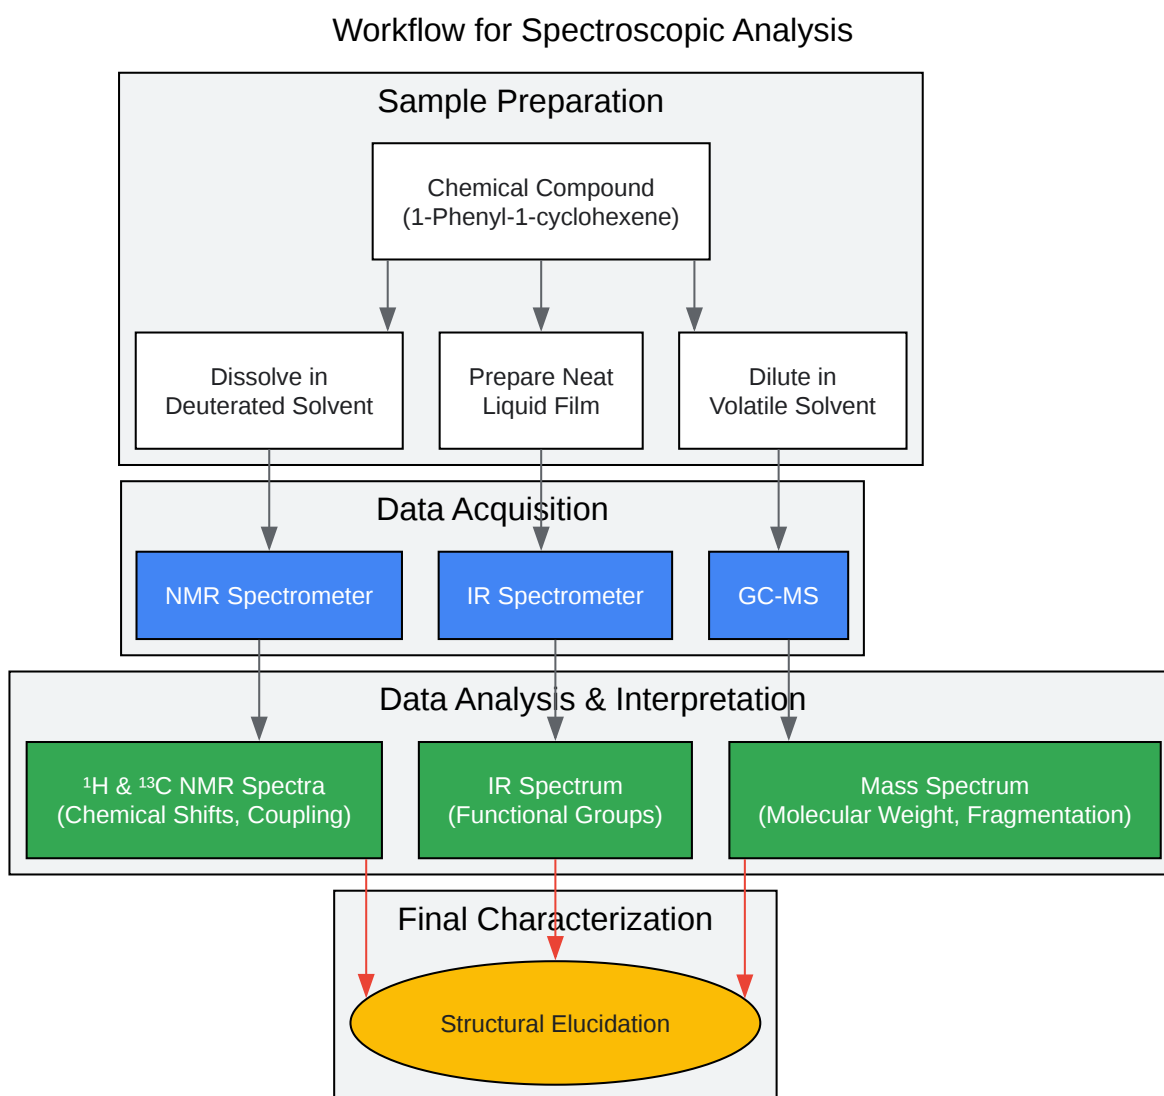 Workflow for Spectroscopic Analysis
Sample Preparation
Chemical Compound
(1-Phenyl-1-cyclohexene)
Dissolve in
Deuterated Solvent
Prepare Neat
Liquid Film
Dilute in
Volatile Solvent
Data Acquisition
NMR Spectrometer
IR Spectrometer
GC-MS
Data Analysis & Interpretation
¹H & ¹³C NMR Spectra
(Chemical Shifts, Coupling)
IR Spectrum
(Functional Groups)
Mass Spectrum
(Molecular Weight, Fragmentation)
Final Characterization
Structural Elucidation